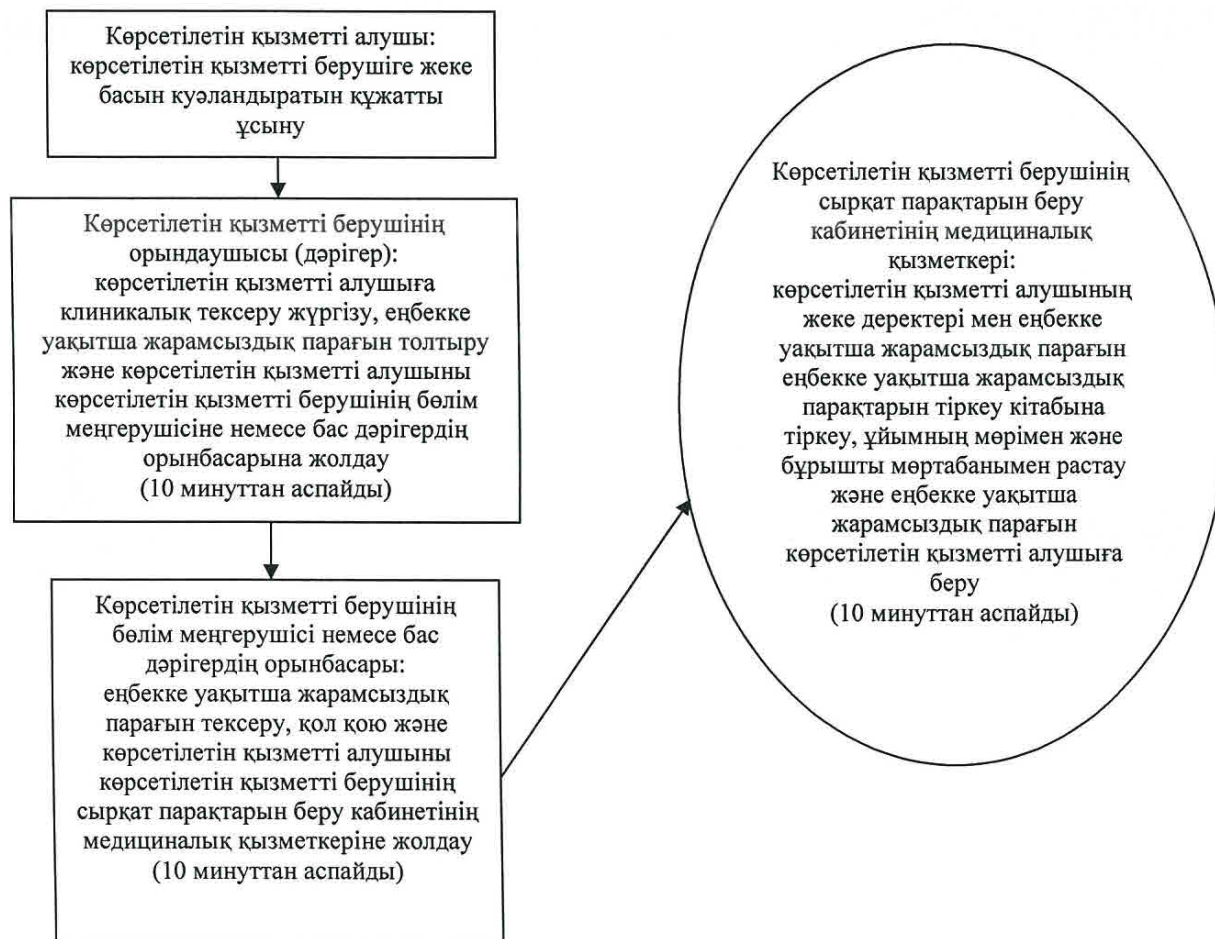 Көрсетілетін қызметті алушы:
көрсетілетін қызметті берушіге жеке
басын куәландыратын құжатты
ұсыну
Көрсетілетін қызметті берушінің
орындаушысы (дәрігер):
көрсетілетін қызметті алушыға
клиникалық тексеру жүргізу, еңбекке
уақытша жарамсыздық парағын толтыру
және көрсетілетін қызметті алушыны
көрсетілетін қызметті берушінің бөлім
меңгерушісіне немесе бас дәрігердің
орынбасарына жолдау
(10 минуттан аспайды)
Көрсетілетін қызметті берушінің
бөлім меңгерушісі немесе бас
дәрігердің орынбасары:
еңбекке уақытша жарамсыздық
парағын тексеру, қол қою және
көрсетілетін қызметті алушыны
көрсетілетін қызметті берушінің
сырқат парақтарын беру кабинетінің
медициналық қызметкеріне жолдау
(10 минуттан аспайды)
Көрсетілетін қызметті берушінің
сырқат парақтарын беру
кабинетінің медициналық
қызметкері:
көрсетілетін қызметті алушының
жеке деректері мен еңбекке
уақытша жарамсыздық парағын
еңбекке уақытша жарамсыздық
парақтарын тіркеу кітабына
тіркеу, ұйымның мөрімен және
бұрышты мөртабанымен растау
және еңбекке уақытша
жарамсыздық парағын
көрсетілетін қызметті алушыға
беру
(10 минуттан аспайды)